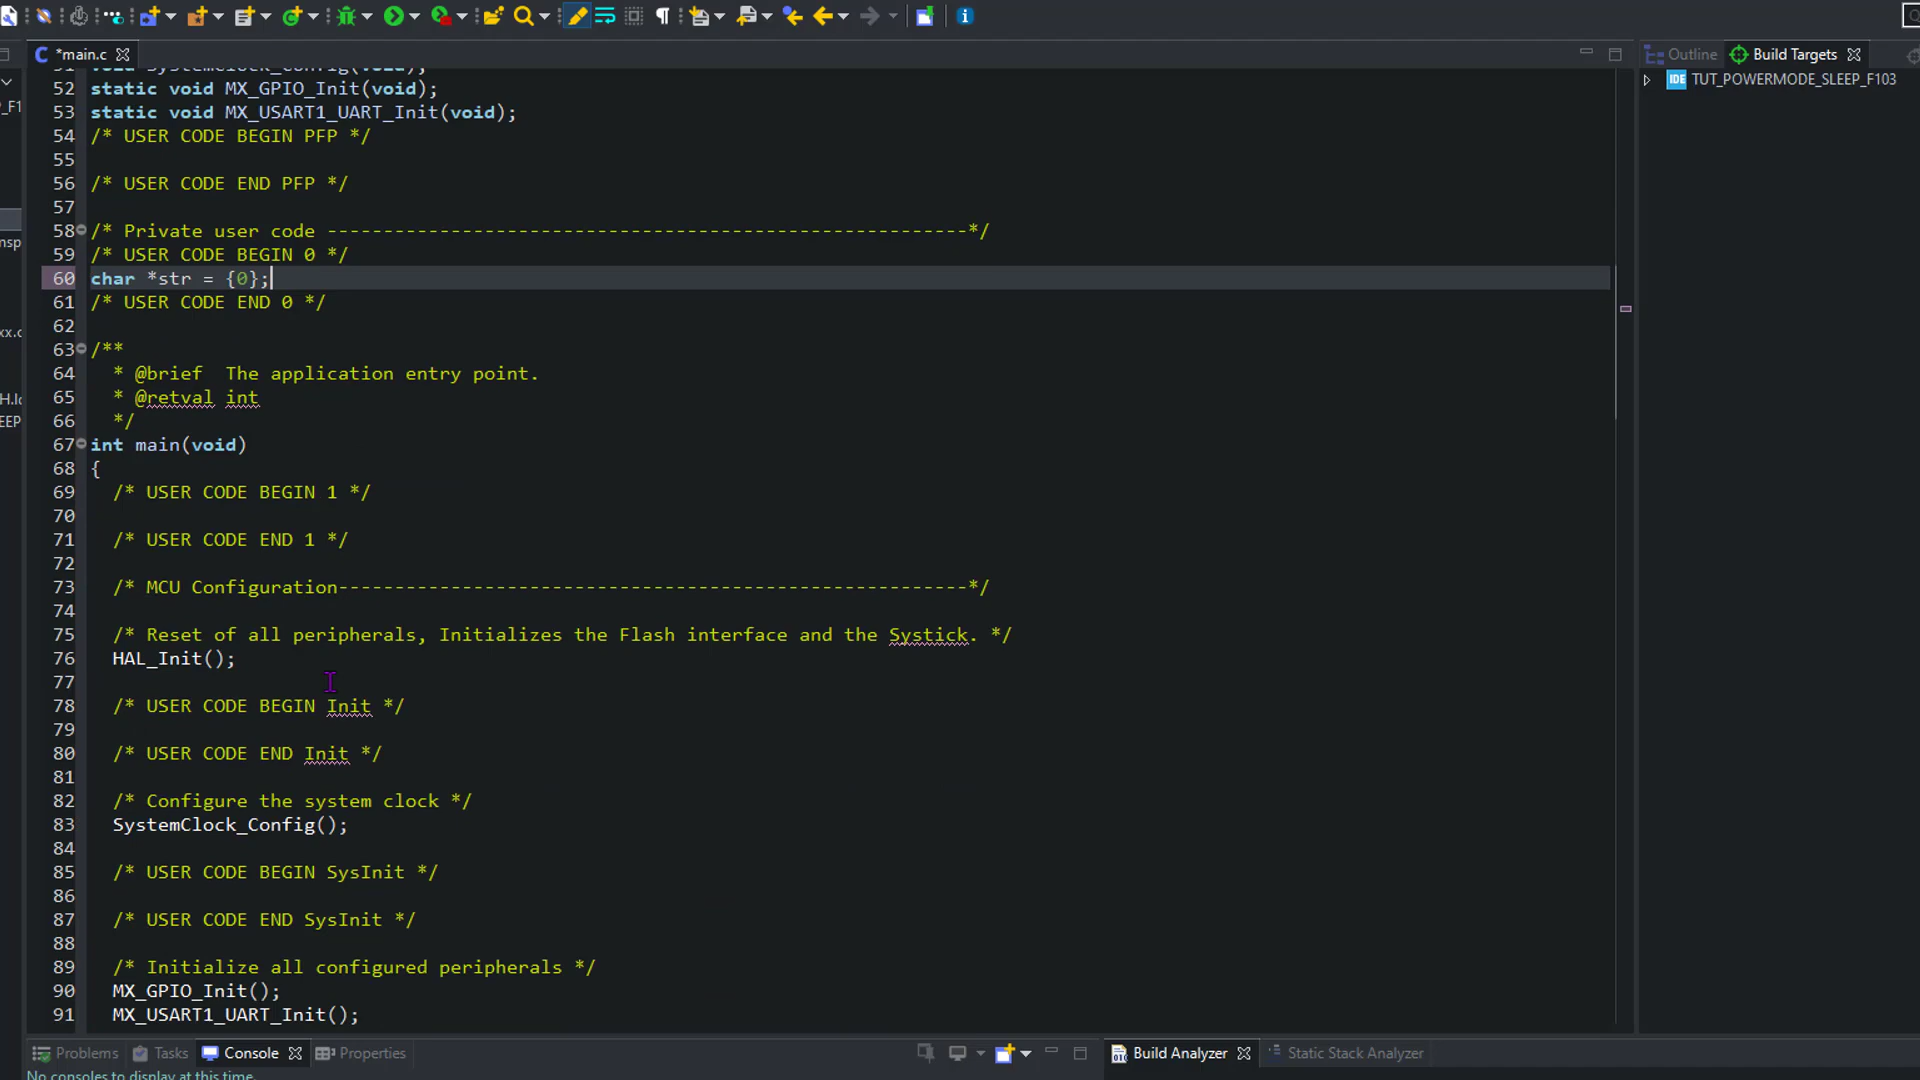 *main.c
Outline
Build Targets
TUT_POWERMODE_SLEEP_F103
52 static void MX_GPIO_Init(void);
53 static void MX_USART1_UART_Init(void);
54 /* USER CODE BEGIN PFP */
55
56 /* USER CODE END PFP */
57
58 /* Private user code ---------------------------------------------------------*/
59 /* USER CODE BEGIN 0 */
60 char *str = {0};
61 /* USER CODE END 0 */
62
63 /**
64 * @brief  The application entry point.
65 * @retval int
66 */
67 int main(void)
68 {
69 /* USER CODE BEGIN 1 */
70
71 /* USER CODE END 1 */
72
73 /* MCU Configuration--------------------------------------------------------*/
74
75 /* Reset of all peripherals, Initializes the Flash interface and the Systick. */
76 HAL_Init();
77
78 /* USER CODE BEGIN Init */
79
80 /* USER CODE END Init */
81
82 /* Configure the system clock */
83 SystemClock_Config();
84
85 /* USER CODE BEGIN SysInit */
86
87 /* USER CODE END SysInit */
88
89 /* Initialize all configured peripherals */
90 MX_GPIO_Init();
91 MX_USART1_UART_Init();
Problems
Tasks
Console
Properties
Build Analyzer
Static Stack Analyzer
No consoles to display at this time.